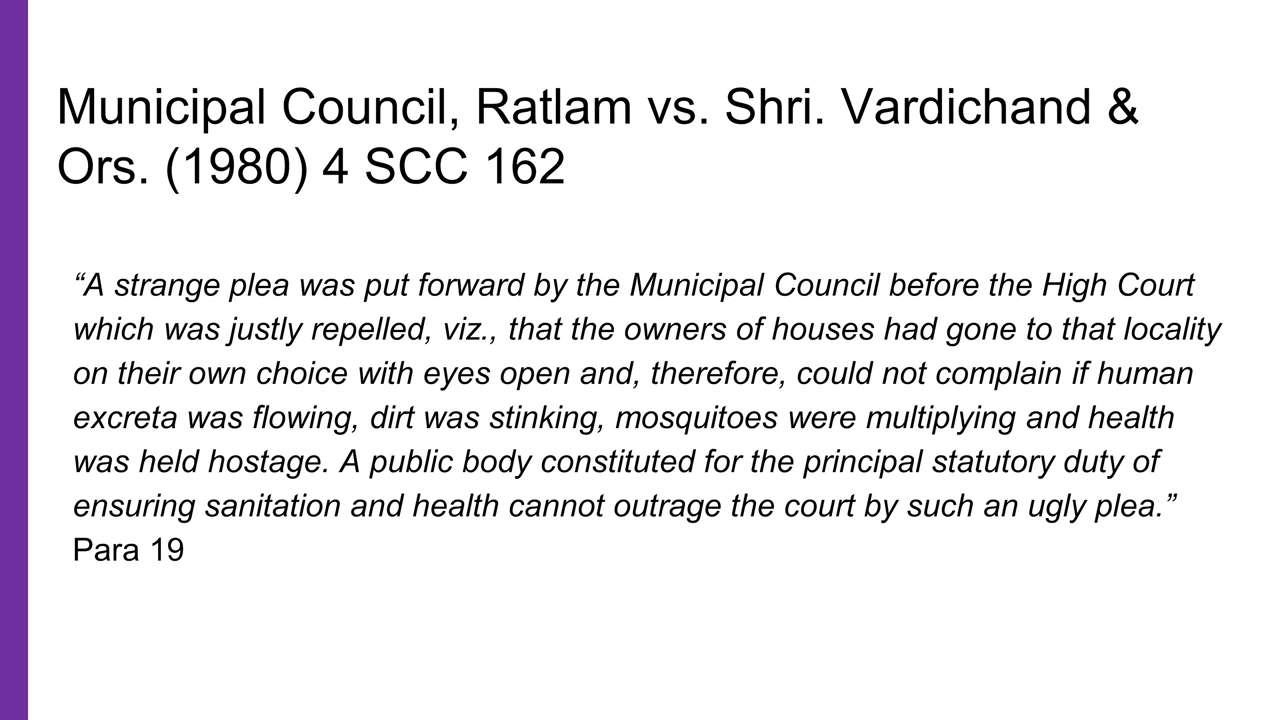 Municipal Council, Ratlam vs. Shri. Vardichand &
Ors. (1980) 4 SCC 162
“A strange plea was put forward by the Municipal Council before the High Court
which was justly repelled, viz., that the owners of houses had gone to that locality
on their own choice with eyes open and, therefore, could not complain if human
excreta was flowing, dirt was stinking, mosquitoes were multiplying and health
was held hostage. A public body constituted for the principal statutory duty of
ensuring sanitation and health cannot outrage the court by such an ugly plea.”
Para 19